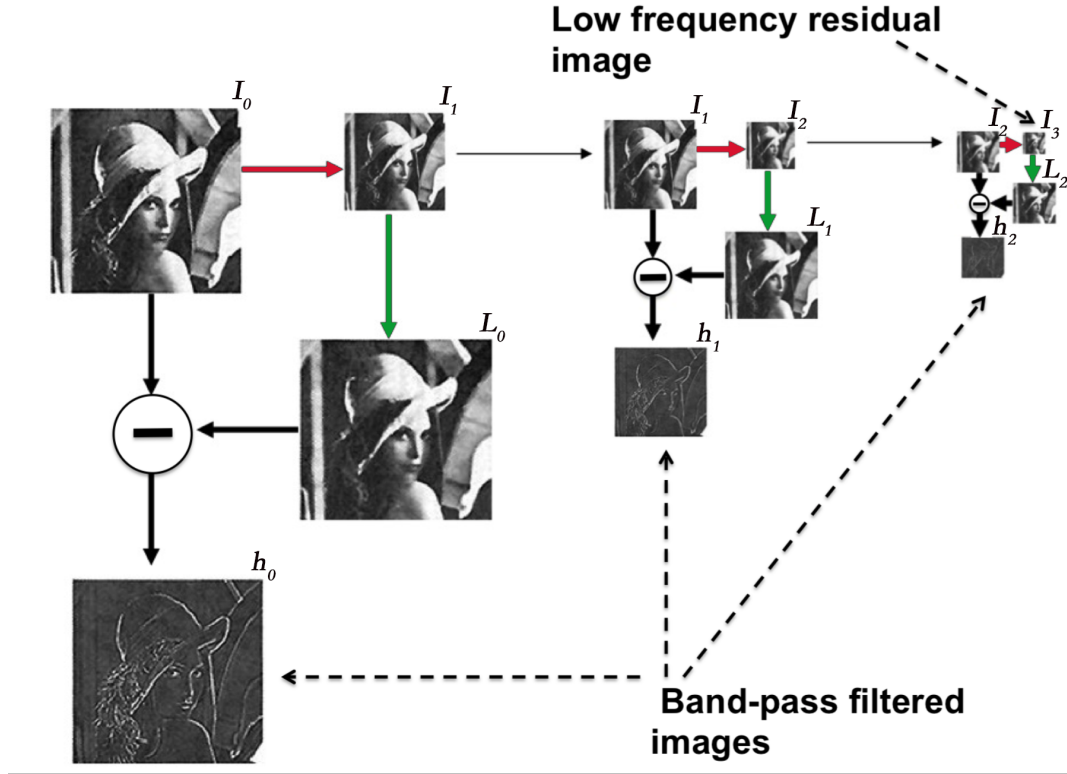 Low frequency residual
image
I₀
I₁
I₁
I₂
I₂
I₃
L₂
L₁
h₂
L₀
h₁
h₀
Band-pass filtered
images